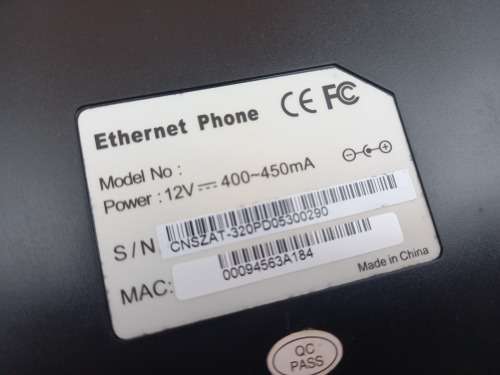 Ethernet Phone CE FC
Model No :
Power : 12V 400~450mA
S/N CNSZAT-320PD05300290
MAC: 00094563A184
Made in China
QC
PASS